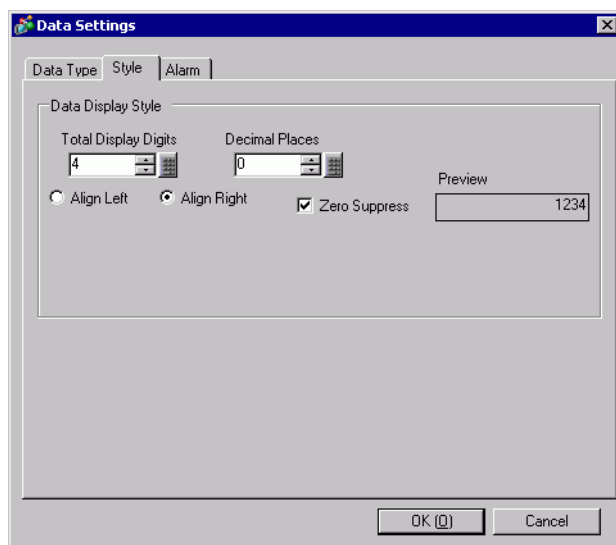 Data Settings
Data Type Style Alarm
Data Display Style
Total Display Digits Decimal Places
4 0
Preview
Align Left Align Right Zero Suppress 1234
OK (O) Cancel